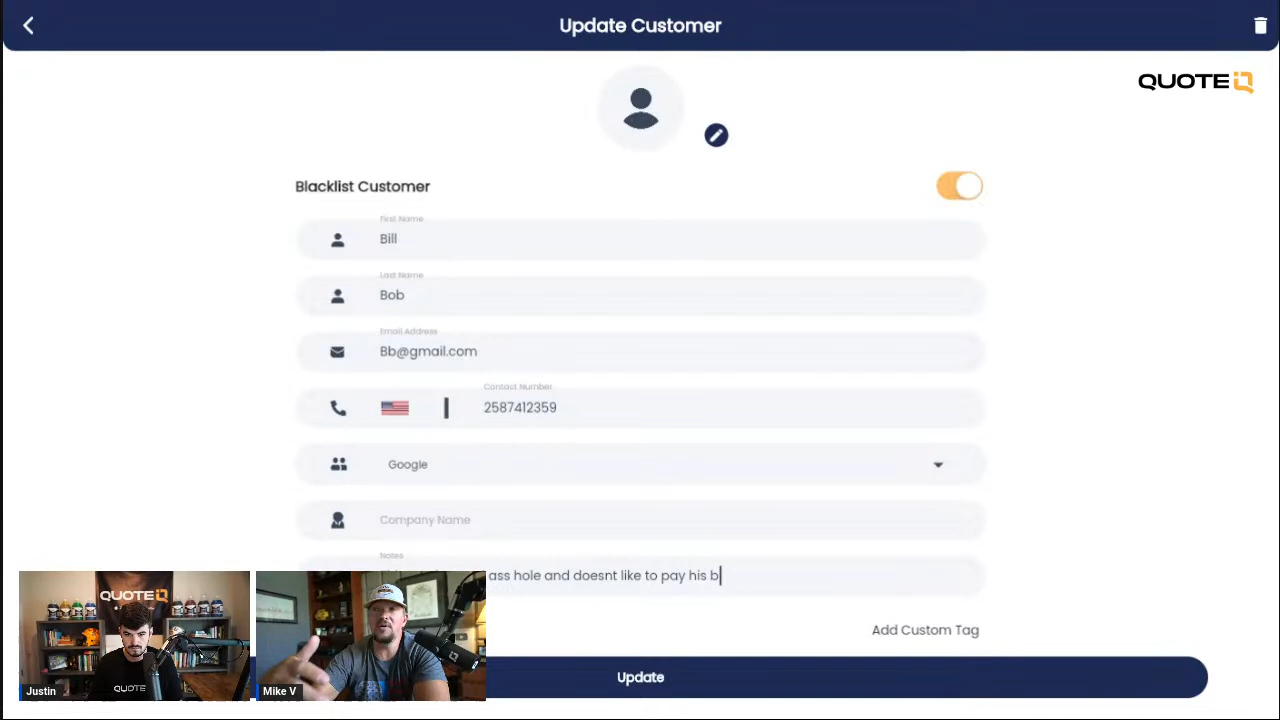 Update Customer
QUOTE IQ
Blacklist Customer
First Name
Bill
Last Name
Bob
Email Address
Bb@gmail.com
Contact Number
2587412359
Google
Company Name
Notes
ass hole and doesnt like to pay his b
Add Custom Tag
Update
QUOTE IQ
QUOTE
Justin
Mike V